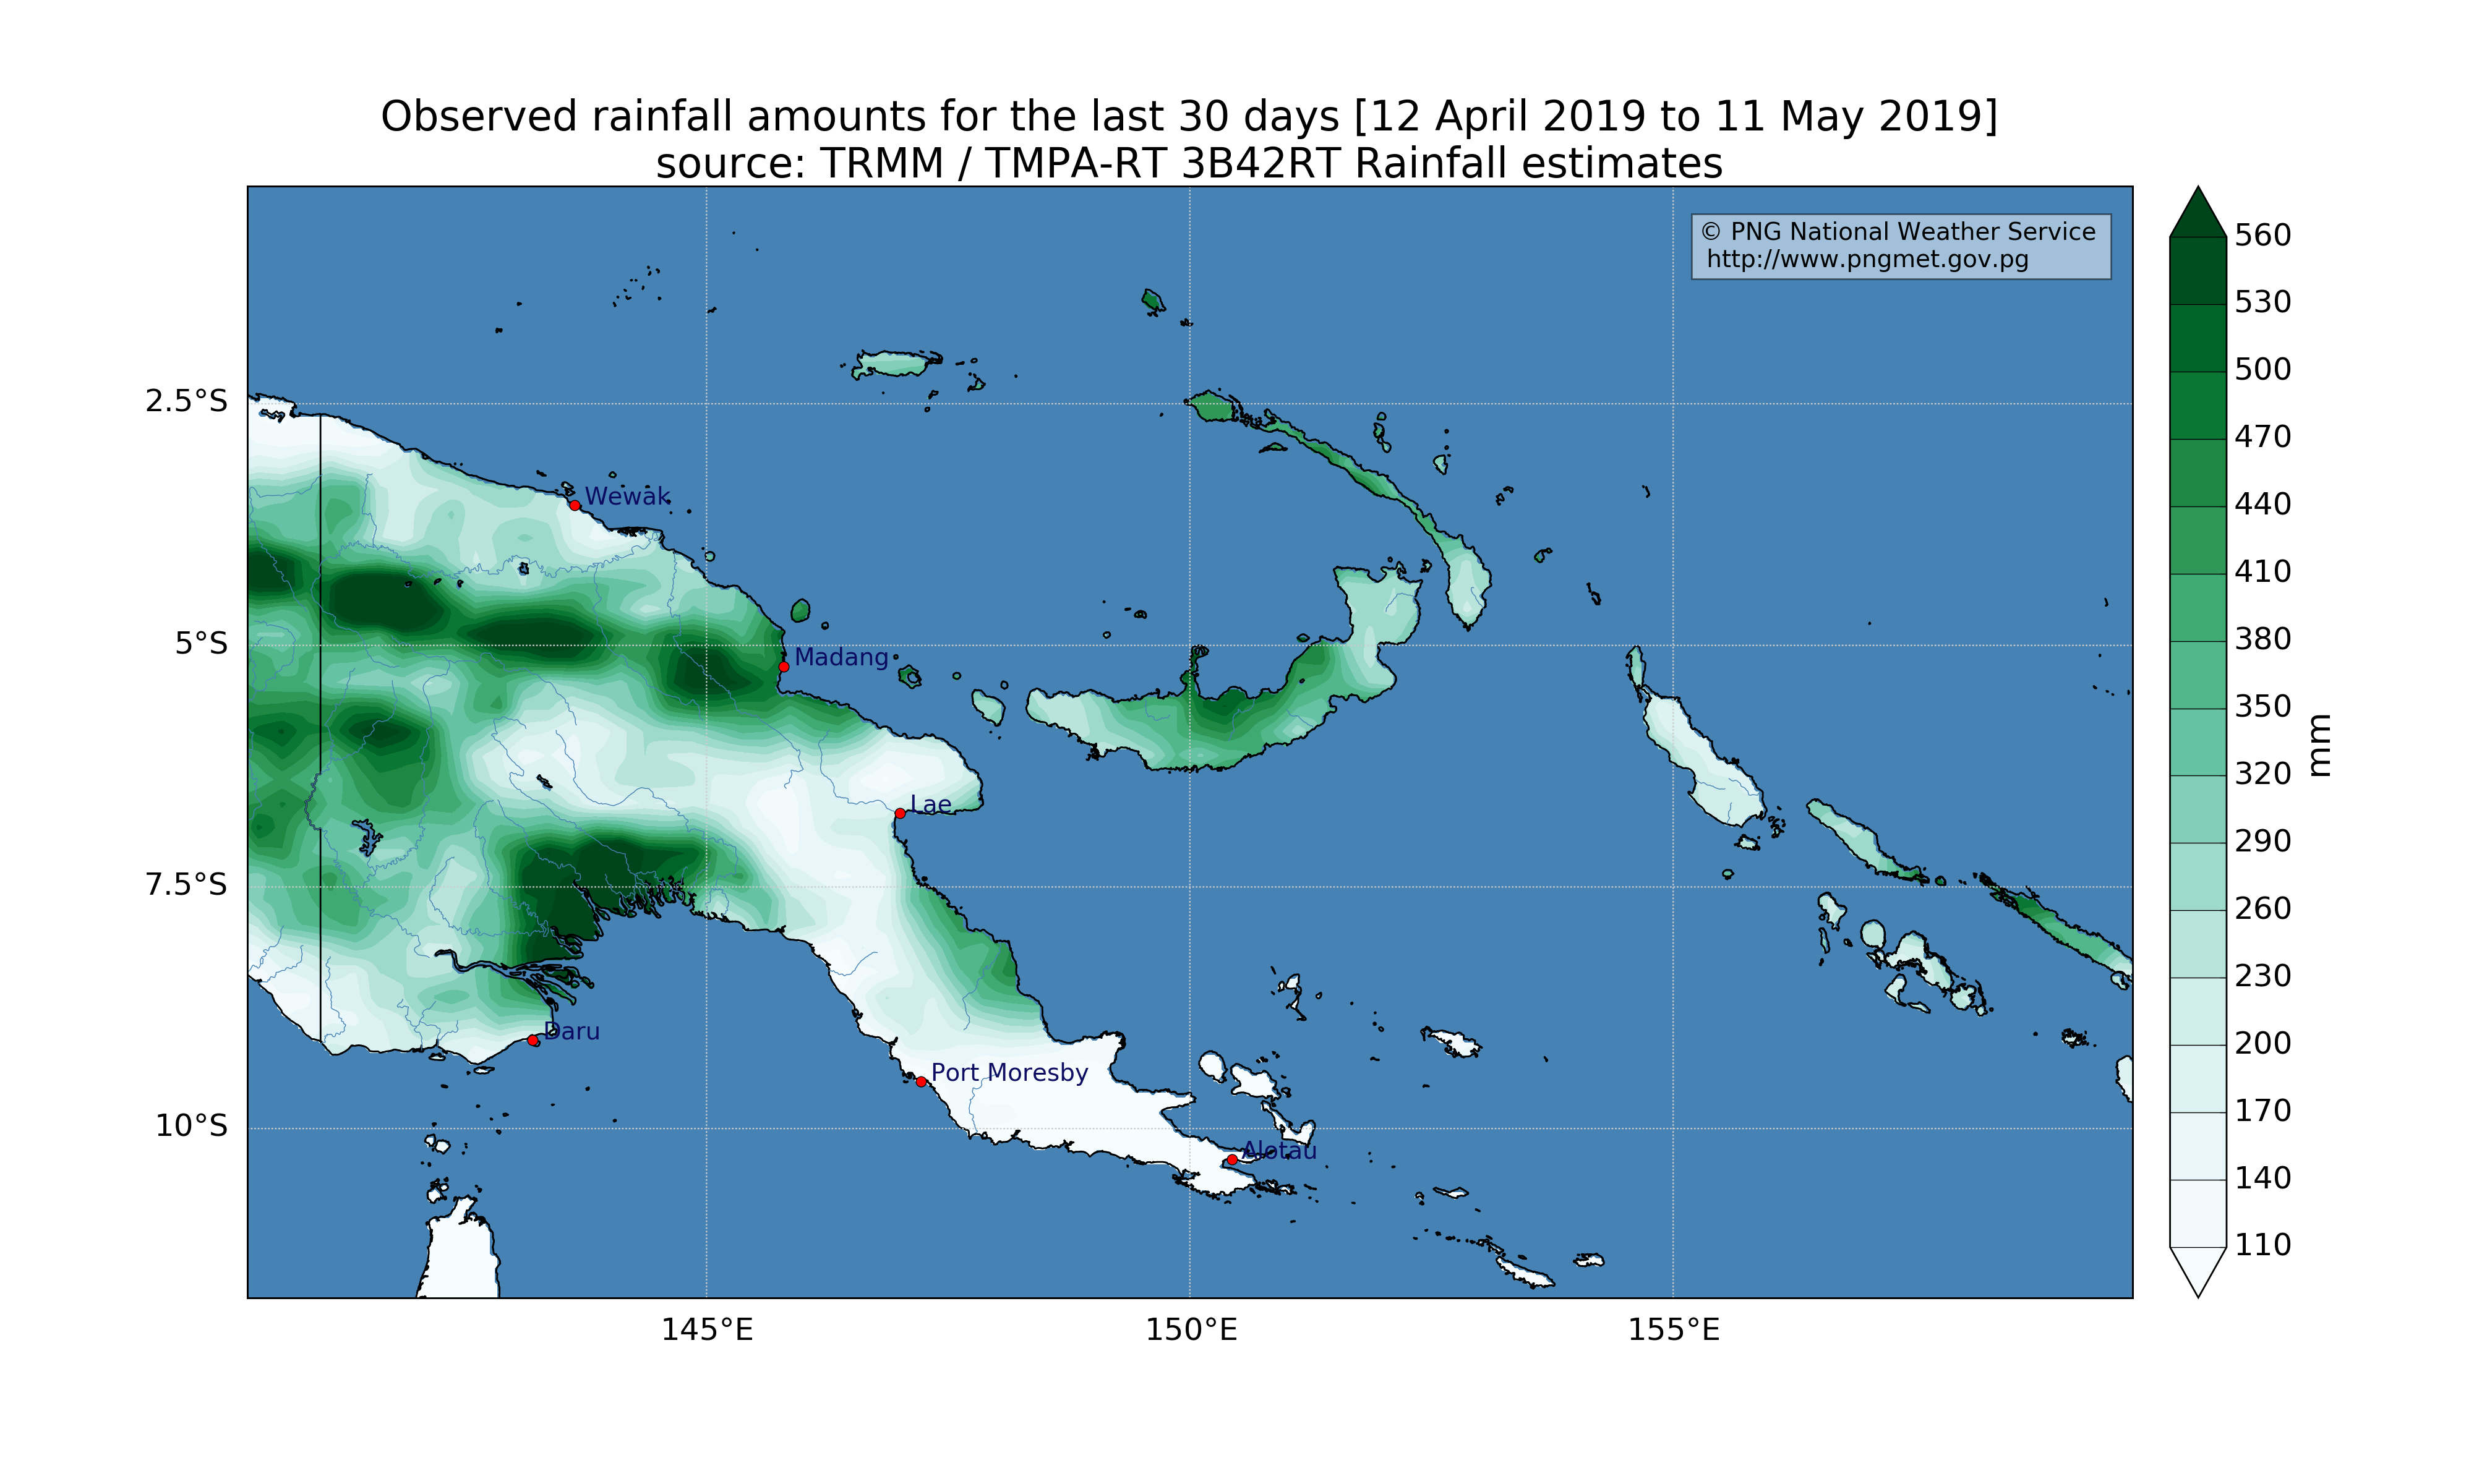 Observed rainfall amounts for the last 30 days [12 April 2019 to 11 May 2019]
source: TRMM / TMPA-RT 3B42RT Rainfall estimates
© PNG National Weather Service
http://www.pngmet.gov.pg
2.5°S
5°S
7.5°S
10°S
Wewak
Madang
Lae
Daru
Port Moresby
Alotau
145°E
150°E
155°E
560
530
500
470
440
410
380
350
320
290
260
230
200
170
140
110
mm